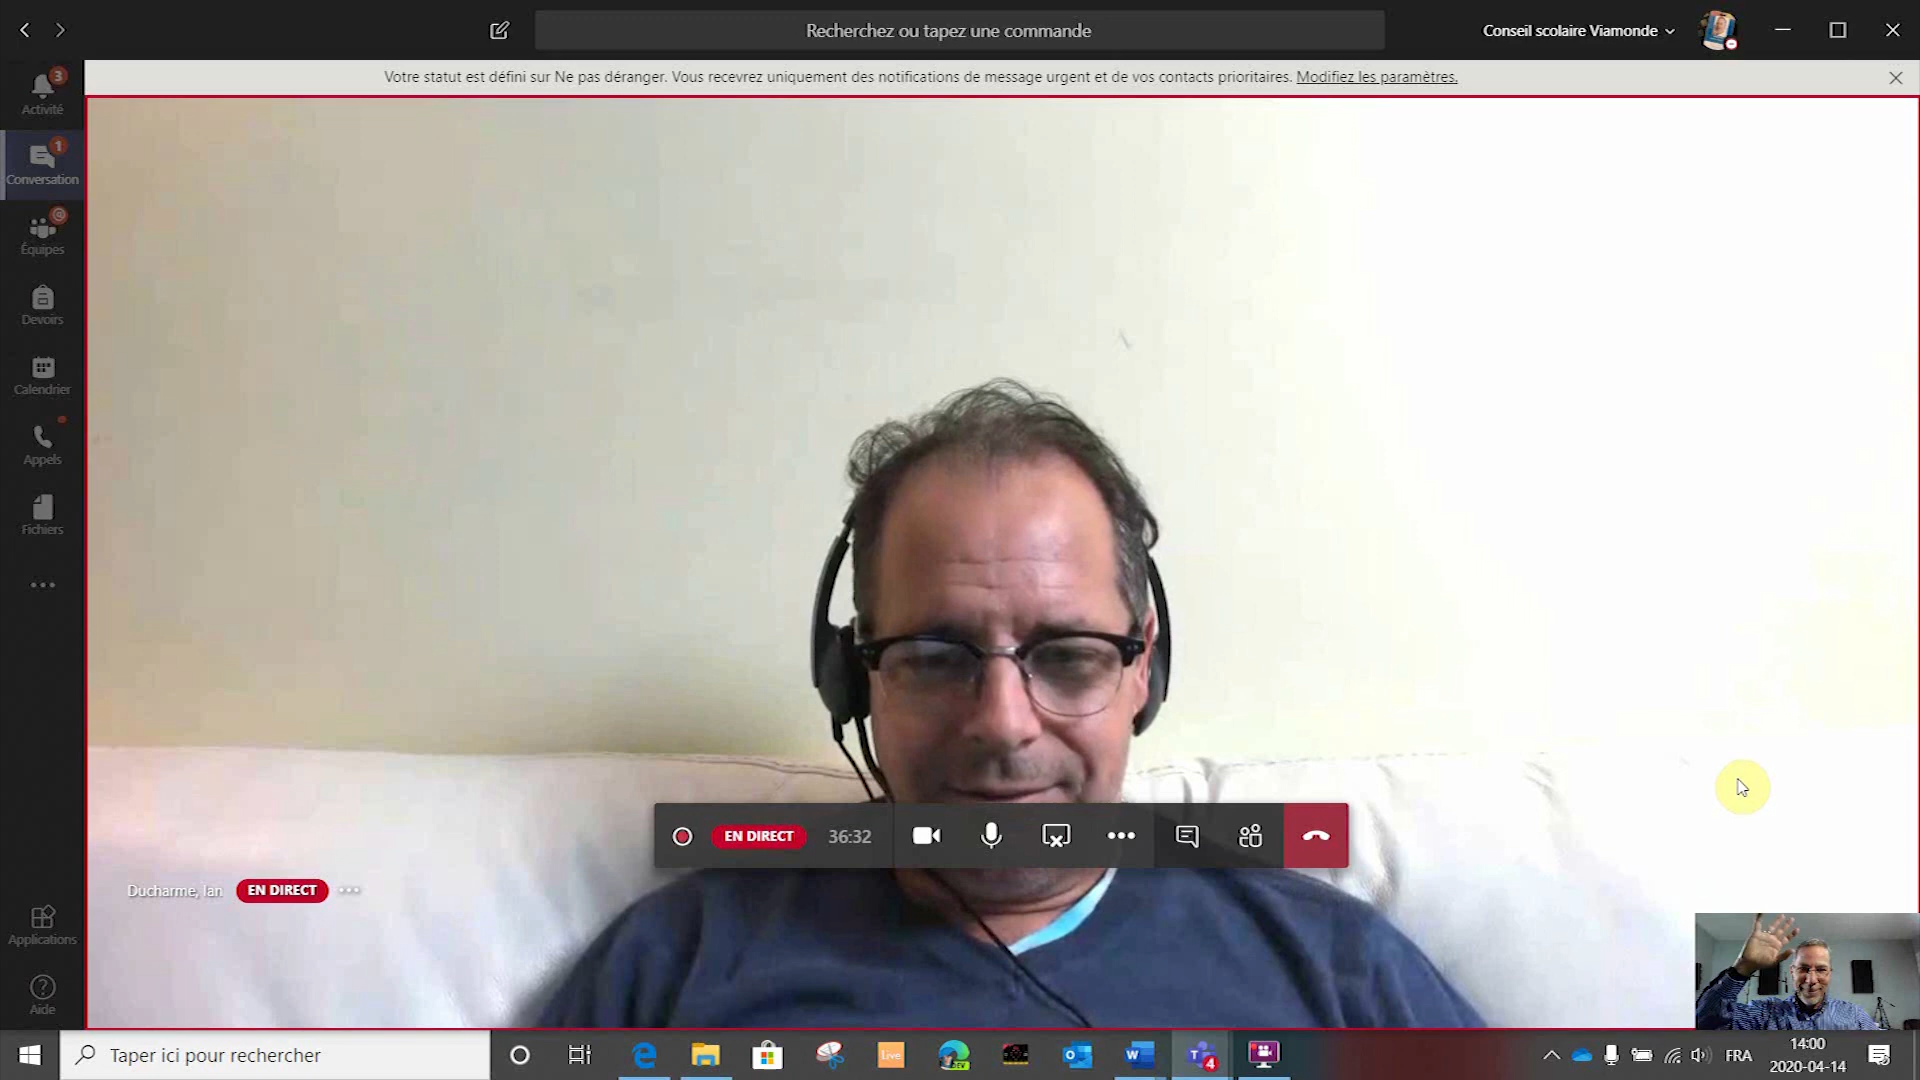 Recherchez ou tapez une commande
Conseil scolaire Viamonde
Votre statut est défini sur Ne pas déranger. Vous recevrez uniquement des notifications de message urgent et de vos contacts prioritaires. Modifiez les paramètres.
3
Activité
1
Conversation
Équipes
Devoirs
Calendrier
Appels
Fichiers
EN DIRECT
36:32
Ducharme, Ian
EN DIRECT
Applications
Aide
Taper ici pour rechercher
Live
DEV
4
FRA
14:00
2020-04-14